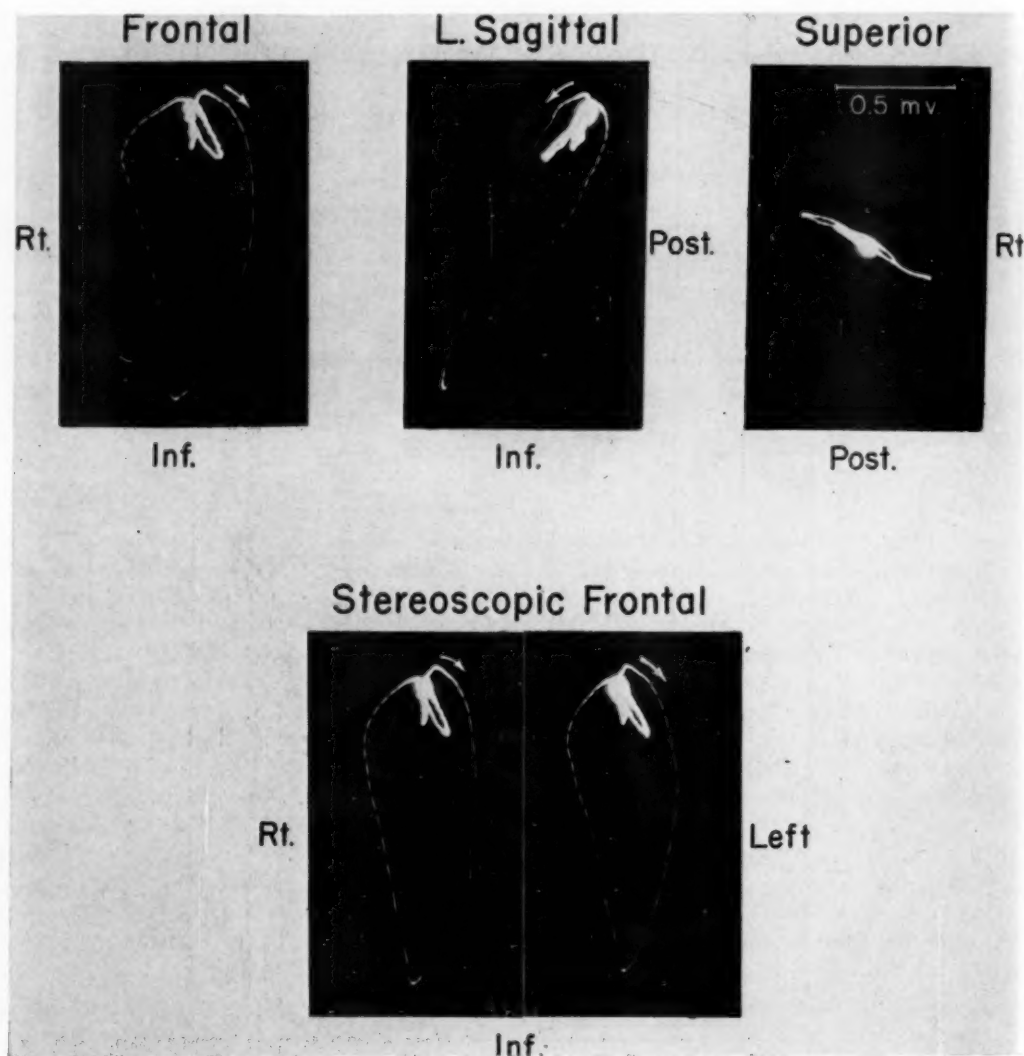 Frontal L. Sagittal Superior
0.5 mv.
Rt. Post. Rt
Inf. Inf. Post.
Stereoscopic Frontal
Rt. Left
Inf.